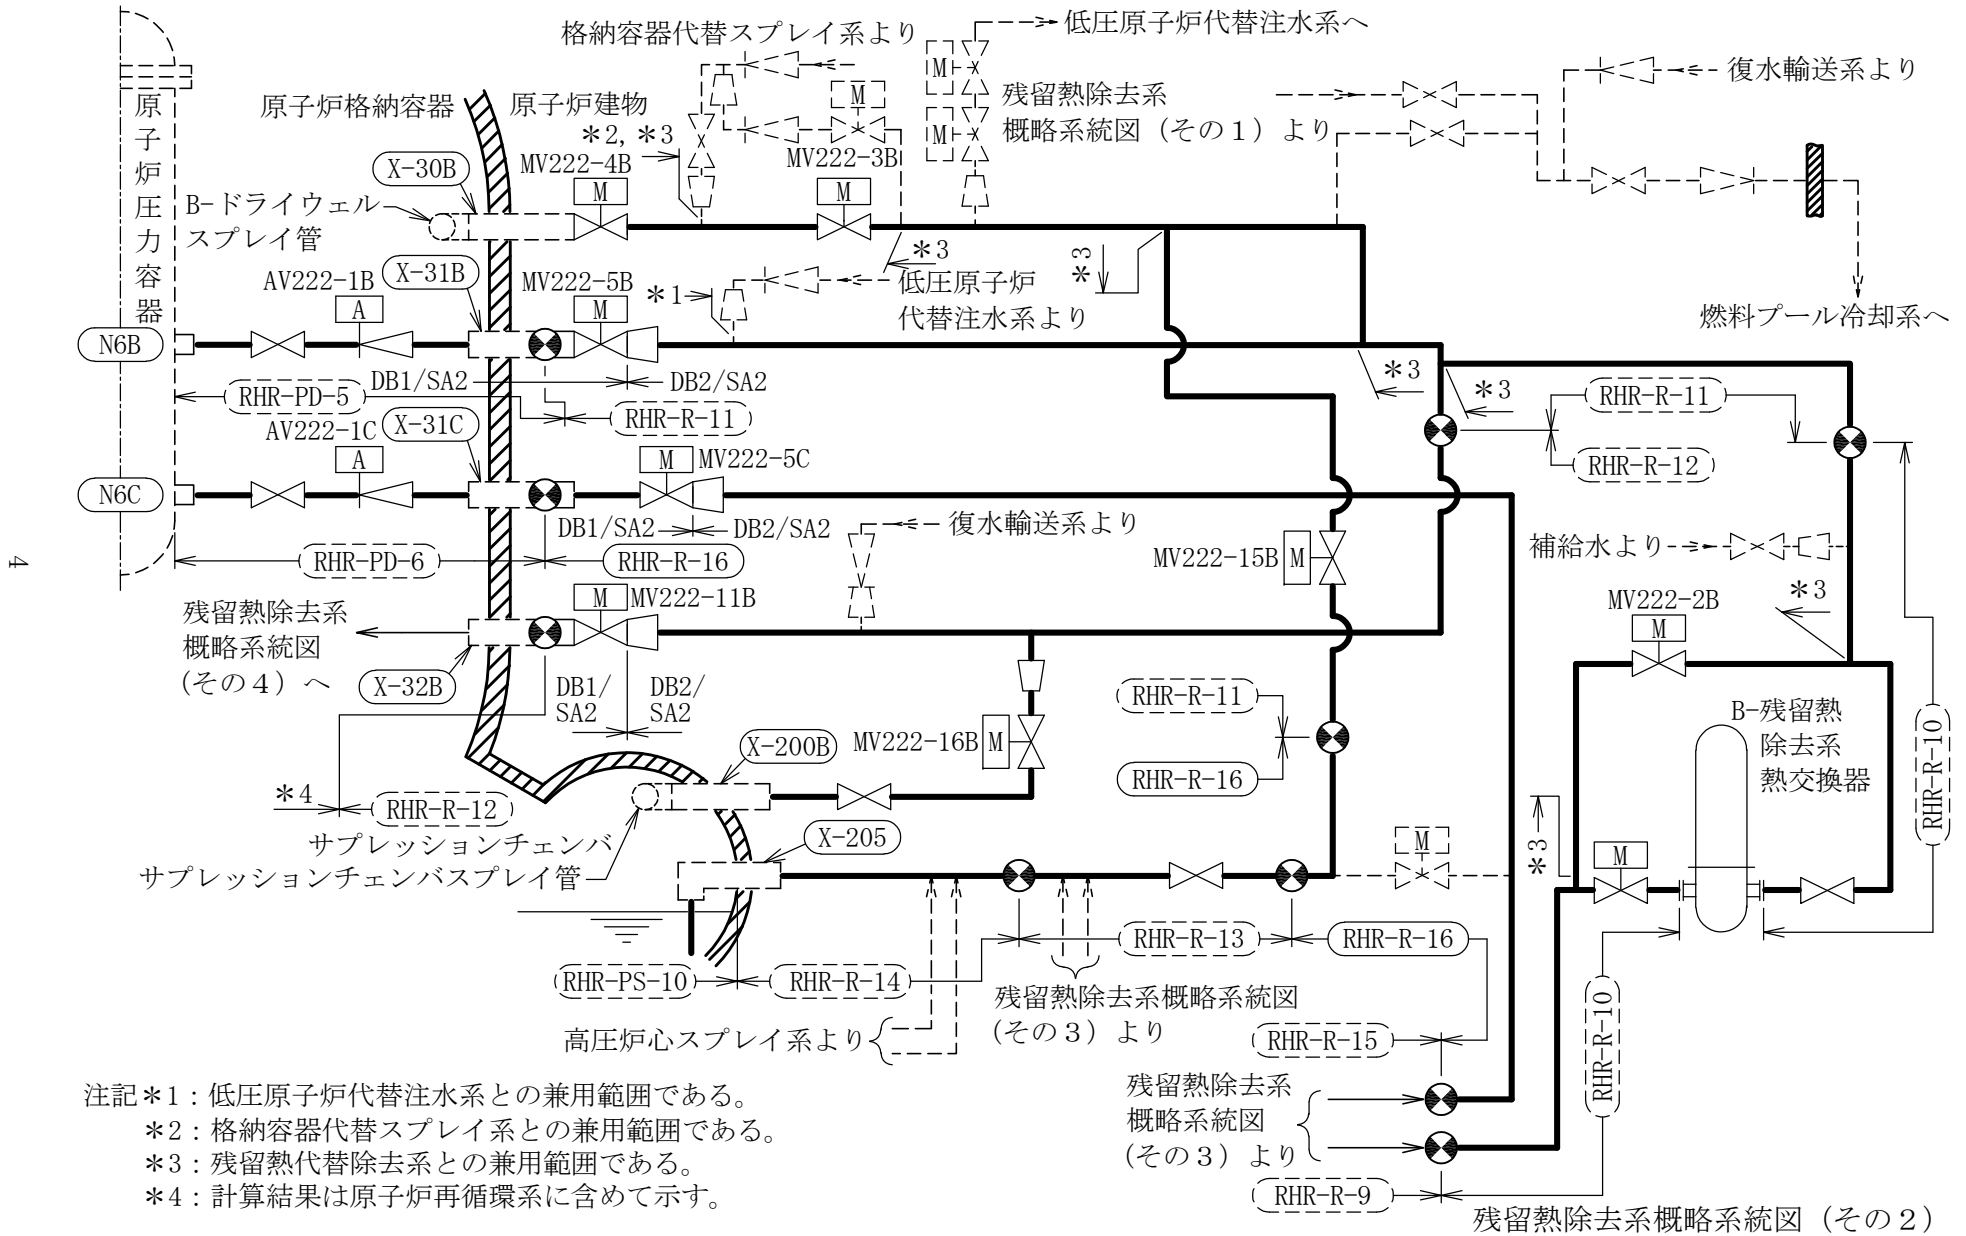 格納容器代替スプレイ系より
低圧原子炉代替注水系へ
M
M
M
残留熱除去系
概略系統図（その１）より
復水輸送系より
原子炉圧力容器
原子炉格納容器
原子炉建物
＊2, ＊3
X-30B
MV222-4B
M
MV222-3B
M
B-ドライウェル
スプレイ管
＊3
＊3
AV222-1B
A
X-31B
MV222-5B
M
＊1
低圧原子炉
代替注水系より
燃料プール冷却系へ
N6B
DB1/SA2
DB2/SA2
RHR-PD-5
RHR-R-11
＊3
＊3
RHR-R-11
RHR-R-12
AV222-1C
A
X-31C
M
MV222-5C
N6C
DB1/SA2
DB2/SA2
復水輸送系より
RHR-PD-6
RHR-R-16
MV222-15B
M
補給水より
＊3
MV222-2B
M
残留熱除去系
概略系統図
（その４）へ
M
MV222-11B
X-32B
DB1/
SA2
DB2/
SA2
RHR-R-11
RHR-R-16
MV222-16B
M
X-200B
B-残留熱
除去系
熱交換器
RHR-R-10
＊4
RHR-R-12
サプレッションチェンバ
サプレッションチェンバスプレイ管
X-205
M
＊3
M
RHR-R-13
RHR-R-16
RHR-PS-10
RHR-R-14
残留熱除去系概略系統図
（その３）より
高圧炉心スプレイ系より
RHR-R-15
RHR-R-10
残留熱除去系
概略系統図
（その３）より
RHR-R-9
注記＊1：低圧原子炉代替注水系との兼用範囲である。
＊2：格納容器代替スプレイ系との兼用範囲である。
＊3：残留熱代替除去系との兼用範囲である。
＊4：計算結果は原子炉再循環系に含めて示す。
残留熱除去系概略系統図（その２）
4